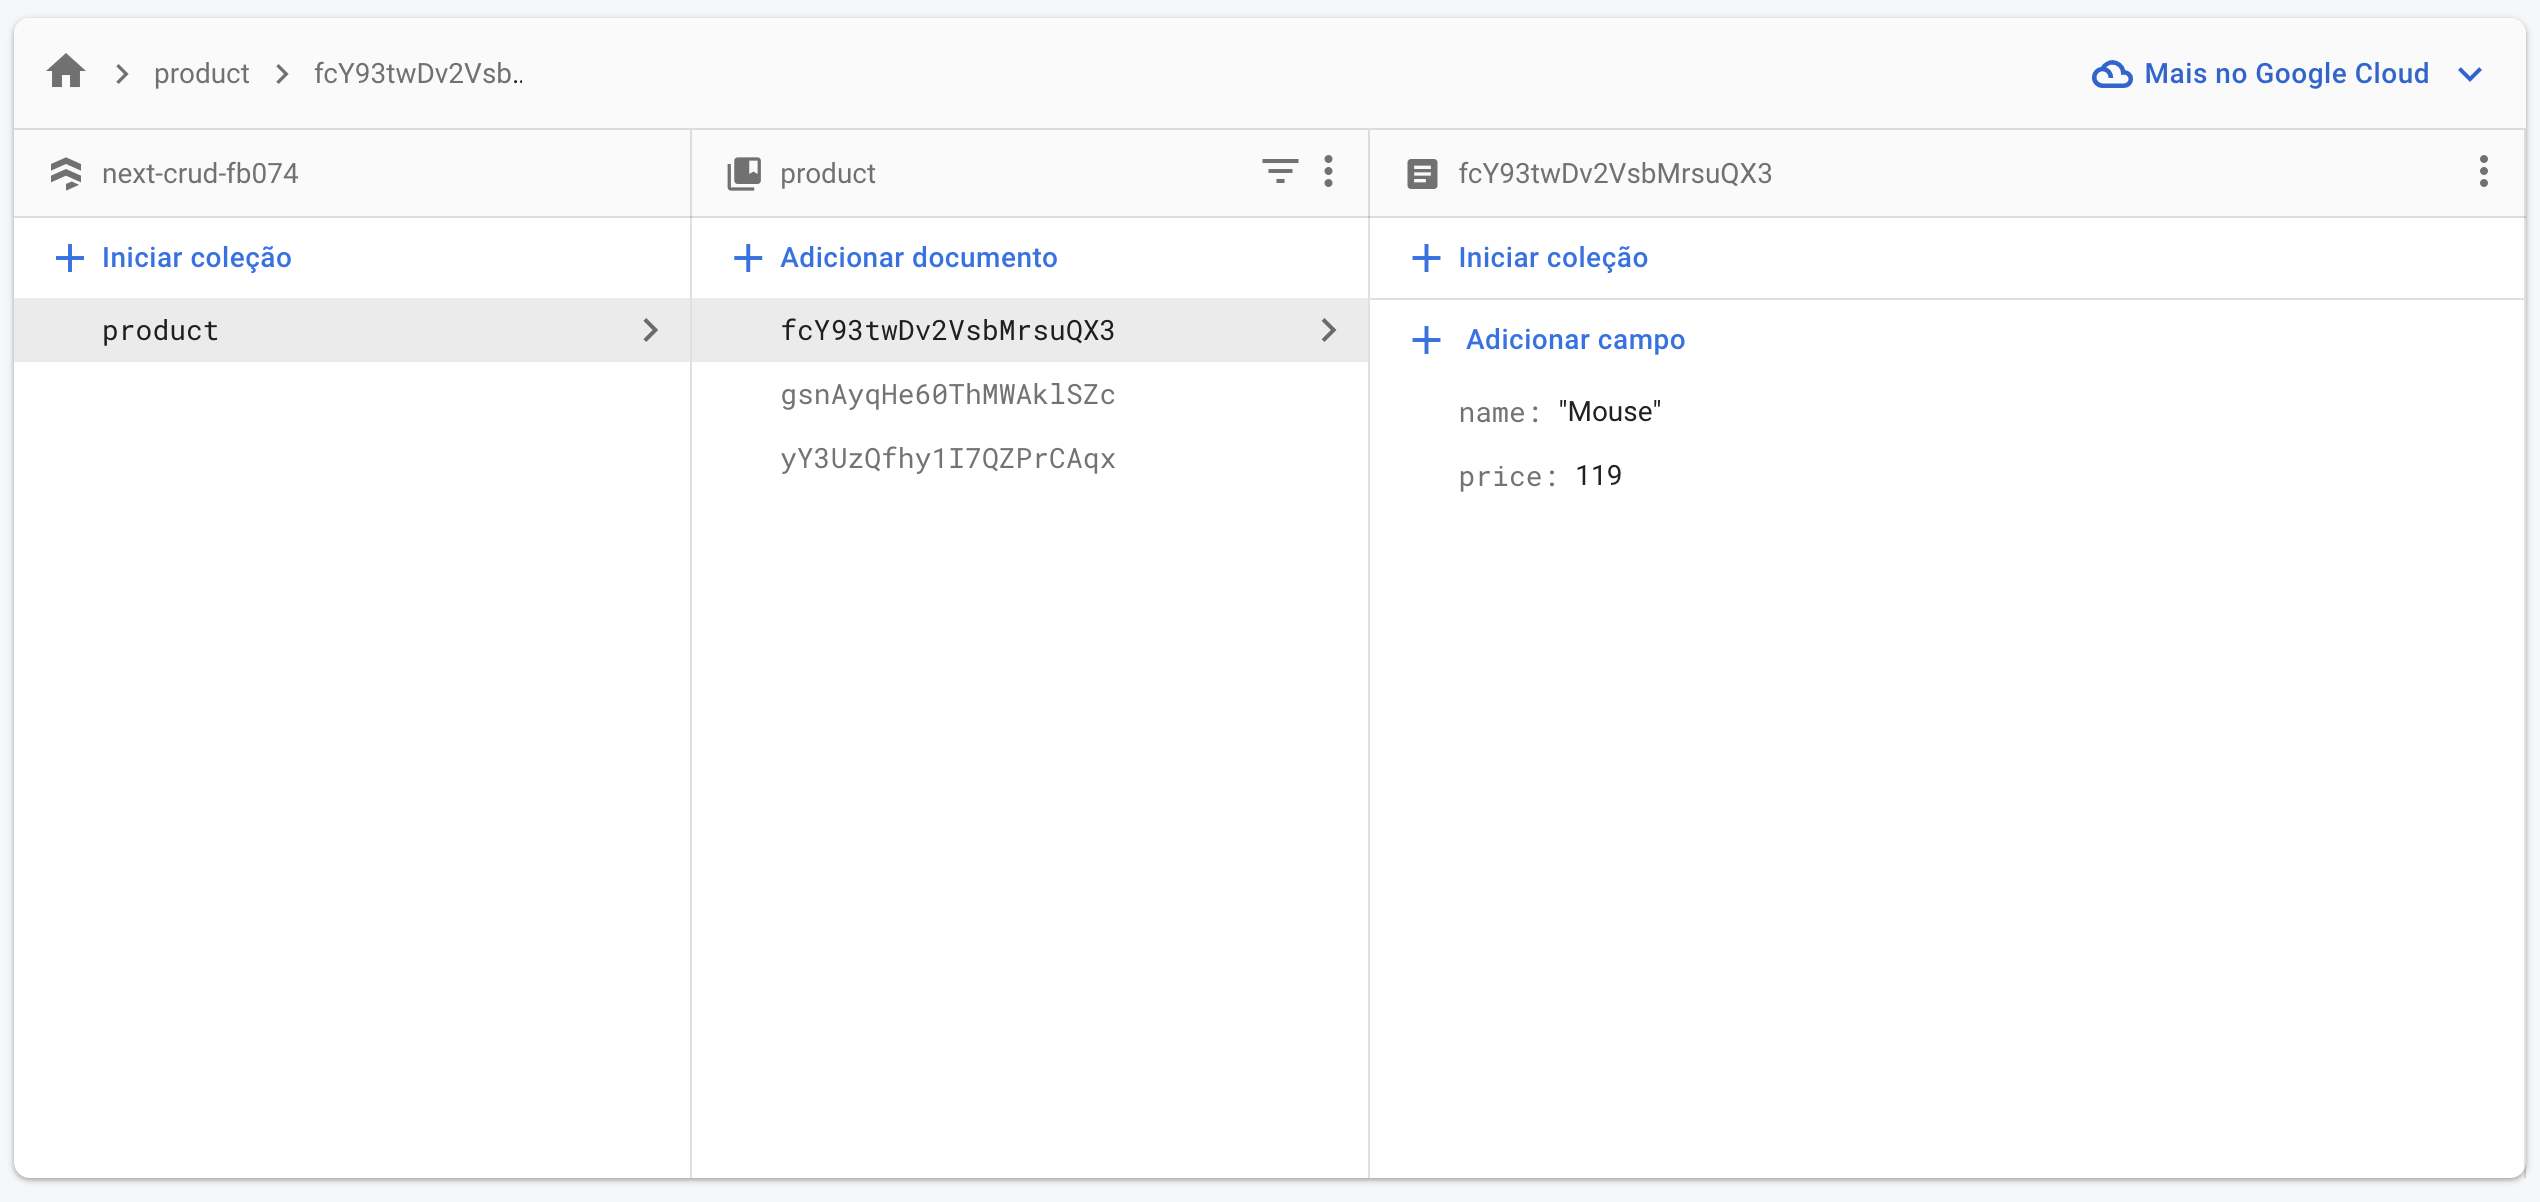 product
fcY93twDv2Vsb..
Mais no Google Cloud
next-crud-fb074
product
fcY93twDv2VsbMrsuQX3
Iniciar coleção
Adicionar documento
Iniciar coleção
product
fcY93twDv2VsbMrsuQX3
gsnAyqHe60ThMWAklSZc
yY3UzQfhy1I7QZPrCAqx
Adicionar campo
name: "Mouse"
price: 119